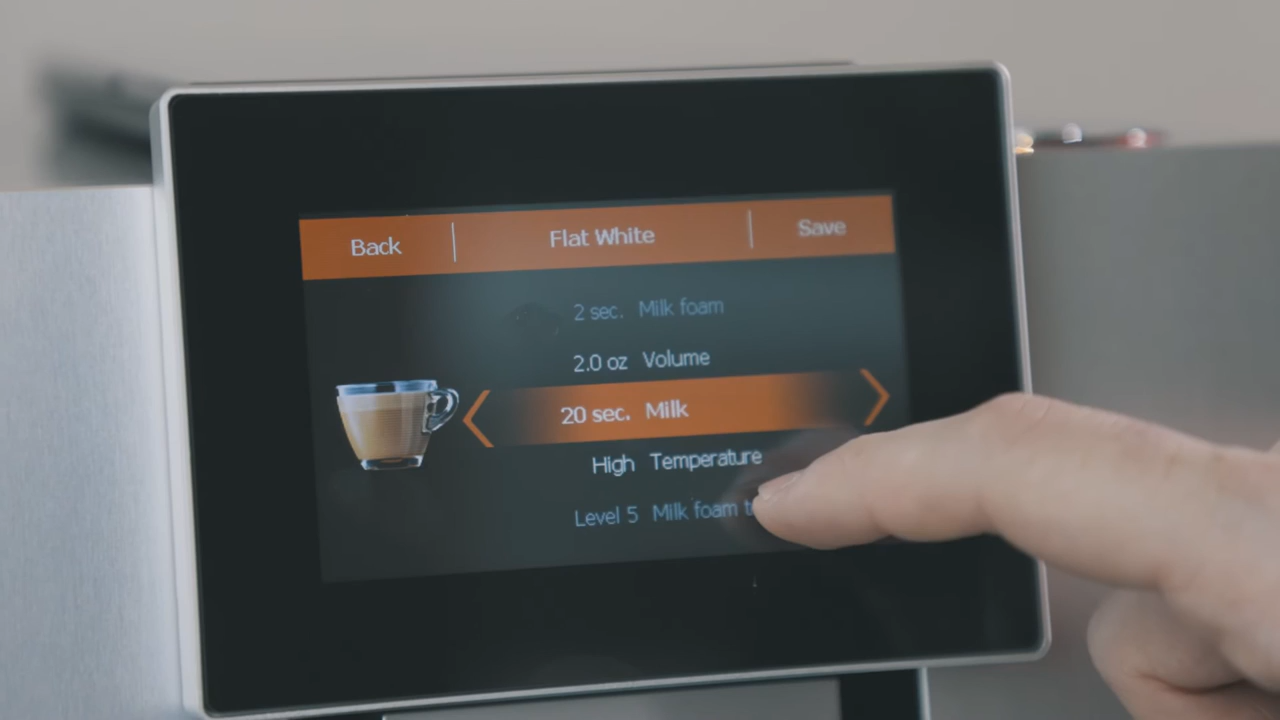 Back Flat White Save
2 sec. Milk foam
2.0 oz Volume
20 sec. Milk
High Temperature
Level 5 Milk foam